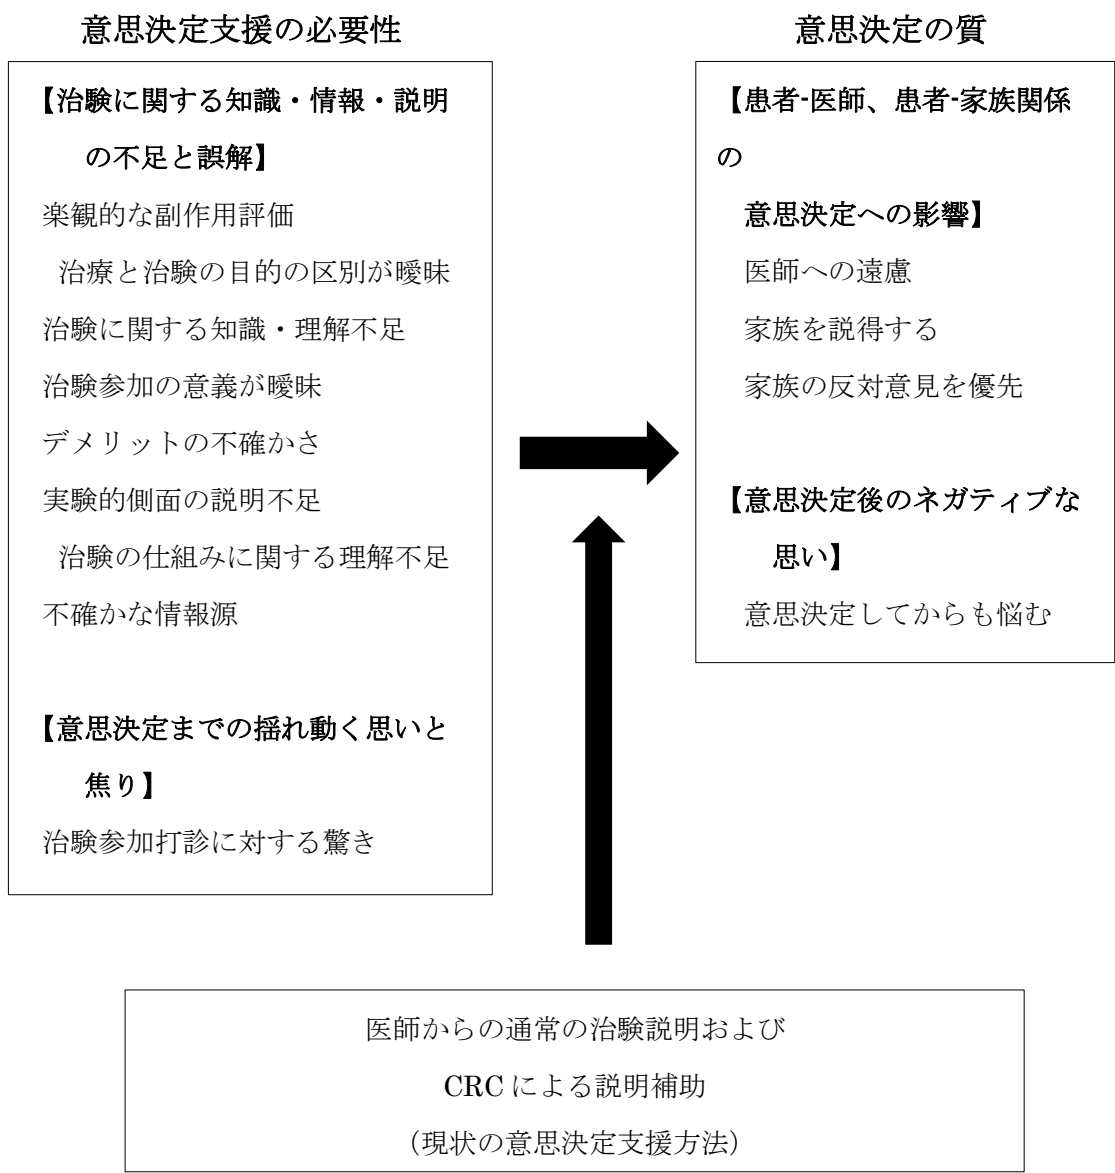 意思決定支援の必要性
【治験に関する知識・情報・説明
の不足と誤解】
楽観的な副作用評価
治療と治験の目的の区別が曖昧
治験に関する知識・理解不足
治験参加の意義が曖昧
デメリットの不確かさ
実験的側面の説明不足
治験の仕組みに関する理解不足
不確かな情報源
【意思決定までの揺れ動く思いと
焦り】
治験参加打診に対する驚き
意思決定の質
【患者-医師、患者-家族関係
の
意思決定への影響】
医師への遠慮
家族を説得する
家族の反対意見を優先
【意思決定後のネガティブな
思い】
意思決定してからも悩む
医師からの通常の治験説明および
CRC による説明補助
（現状の意思決定支援方法）